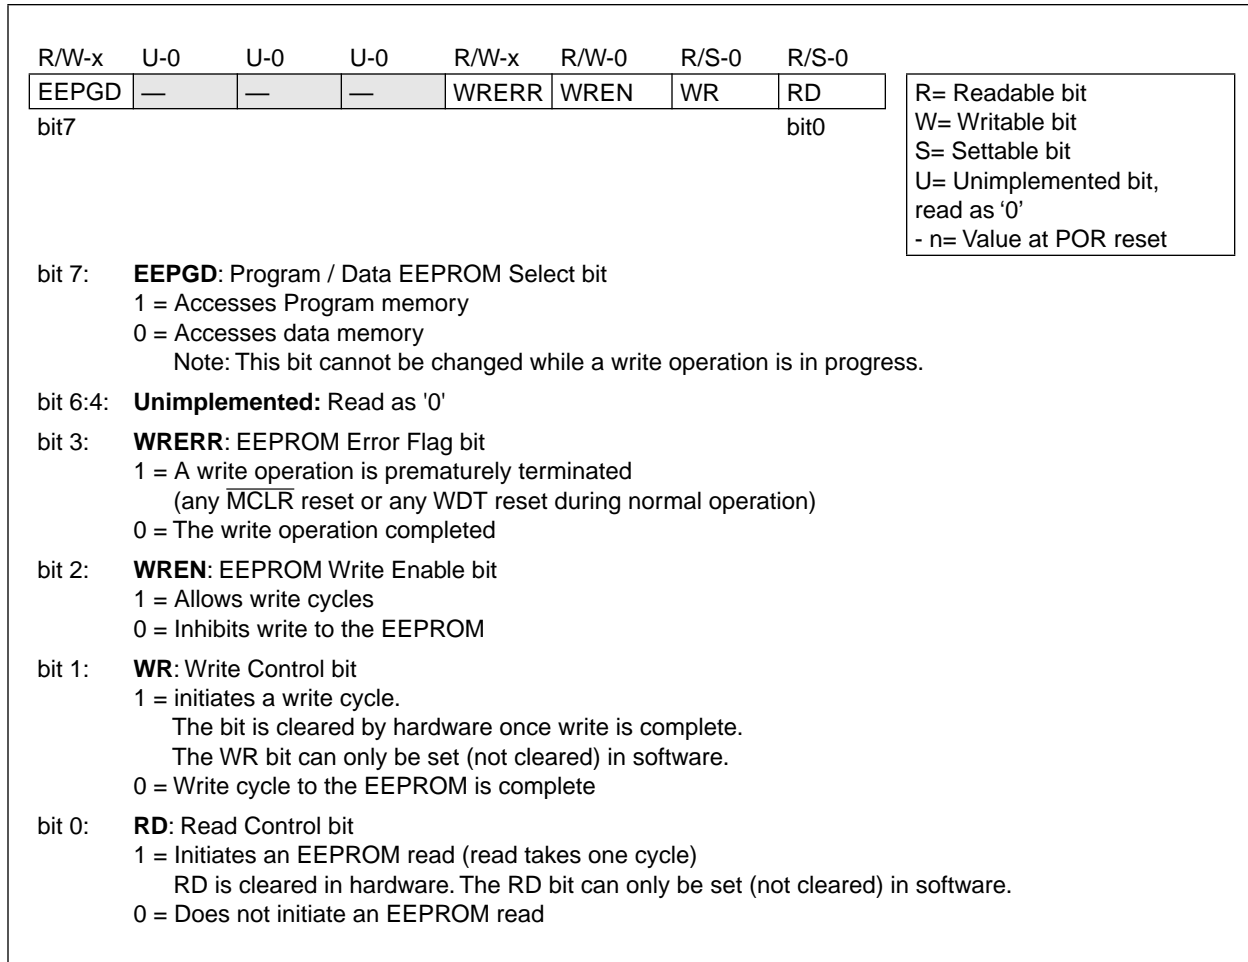 R/W-x U-0 U-0 U-0 R/W-x R/W-0 R/S-0 R/S-0
EEPGD — — — WRERR WREN WR RD
bit7 bit0
R= Readable bit
W= Writable bit
S= Settable bit
U= Unimplemented bit,
read as ‘0’
- n= Value at POR reset
bit 7: EEPGD: Program / Data EEPROM Select bit
1 = Accesses Program memory
0 = Accesses data memory
Note: This bit cannot be changed while a write operation is in progress.
bit 6:4: Unimplemented: Read as '0'
bit 3: WRERR: EEPROM Error Flag bit
1 = A write operation is prematurely terminated
(any M̅C̅L̅R̅ reset or any WDT reset during normal operation)
0 = The write operation completed
bit 2: WREN: EEPROM Write Enable bit
1 = Allows write cycles
0 = Inhibits write to the EEPROM
bit 1: WR: Write Control bit
1 = initiates a write cycle.
The bit is cleared by hardware once write is complete.
The WR bit can only be set (not cleared) in software.
0 = Write cycle to the EEPROM is complete
bit 0: RD: Read Control bit
1 = Initiates an EEPROM read (read takes one cycle)
RD is cleared in hardware. The RD bit can only be set (not cleared) in software.
0 = Does not initiate an EEPROM read